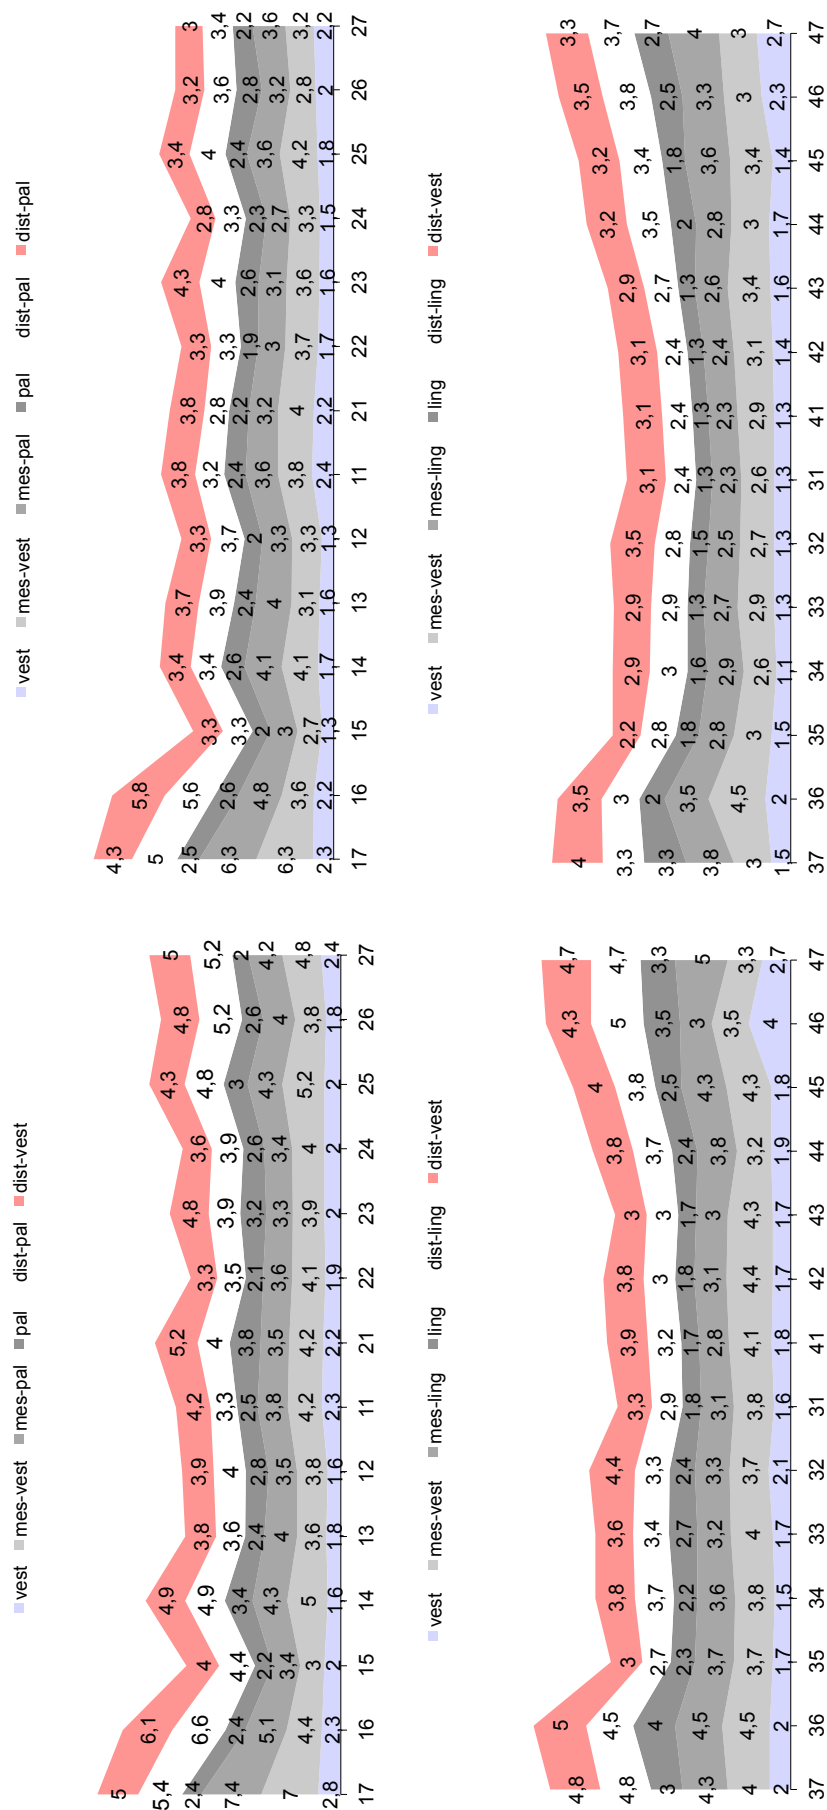 vest mes-vest mes-pal pal dist-pal dist-vest
5 6,1 4 4,9 3,8 3,9 4,2 5,2 3,3 4,8 3,6 4,3 4,8 5
5,4 6,6 4,4 4,9 3,6 4 3,3 4 3,5 3,9 3,9 4,8 5,2 5,2
2,4 2,4 2,2 3,4 2,4 2,8 2,5 3,8 2,1 3,2 2,6 3 2,6 2
7,4 5,1 3,4 4,3 4 3,5 3,8 3,5 3,6 3,3 3,4 4,3 4 4,2
7 4,4 3 5 3,6 3,8 4,2 4,2 4,1 3,9 4 5,2 3,8 4,8
2,8 2,3 2 1,6 1,8 1,6 2,3 2,2 1,9 2 2 2 1,8 2,4
17 16 15 14 13 12 11 21 22 23 24 25 26 27
vest mes-vest mes-pal pal dist-pal dist-pal
4,3 5,8 3,3 3,4 3,7 3,3 3,8 3,8 3,3 4,3 2,8 3,4 3,2 3
5 5,6 3,3 3,4 3,9 3,7 3,2 2,8 3,3 4 3,3 4 3,6 3,4
2,5 2,6 2 2,6 2,4 2 2,4 2,2 1,9 2,6 2,3 2,4 2,8 2,2
6,3 4,8 3 4,1 4 3,3 3,6 3,2 3 3,1 2,7 3,6 3,2 3,6
6,3 3,6 2,7 4,1 3,1 3,3 3,8 4 3,7 3,6 3,3 4,2 2,8 3,2
2,3 2,2 1,3 1,7 1,6 1,3 2,4 2,2 1,7 1,6 1,5 1,8 2 2,2
17 16 15 14 13 12 11 21 22 23 24 25 26 27
vest mes-vest mes-ling ling dist-ling dist-vest
4,8 5 3 3,8 3,6 4,4 3,3 3,9 3,8 3 3,8 4 4,3 4,7
4,8 4,5 2,7 3,7 3,4 3,3 2,9 3,2 3 3 3,7 3,8 5 4,7
3 4 2,3 2,2 2,7 2,4 1,8 1,7 1,8 1,7 2,4 2,5 3,5 3,3
4,3 4,5 3,7 3,6 3,2 3,3 3,1 2,8 3,1 3 3,8 4,3 3 5
4 4,5 3,7 3,8 4 3,7 3,8 4,1 4,4 4,3 3,2 4,3 3,5 3,3
2 2 1,7 1,5 1,7 2,1 1,6 1,8 1,7 1,7 1,9 1,8 4 2,7
37 36 35 34 33 32 31 41 42 43 44 45 46 47
vest mes-vest mes-ling ling dist-ling dist-vest
4 3,5 2,2 2,9 2,9 3,5 3,1 3,1 3,1 2,9 3,2 3,2 3,5 3,3
3,3 3 2,8 3 2,9 2,8 2,4 2,4 2,4 2,7 3,5 3,4 3,8 3,7
3,3 2 1,8 1,6 1,3 1,5 1,3 1,3 1,3 1,3 2 1,8 2,5 2,7
3,8 3,5 2,8 2,9 2,7 2,5 2,3 2,3 2,4 2,6 2,8 3,6 3,3 4
3 4,5 3 2,6 2,9 2,7 2,6 2,9 3,1 3,4 3 3,4 3 3
1,5 2 1,5 1,1 1,3 1,3 1,3 1,3 1,4 1,6 1,7 1,4 2,3 2,7
37 36 35 34 33 32 31 41 42 43 44 45 46 47